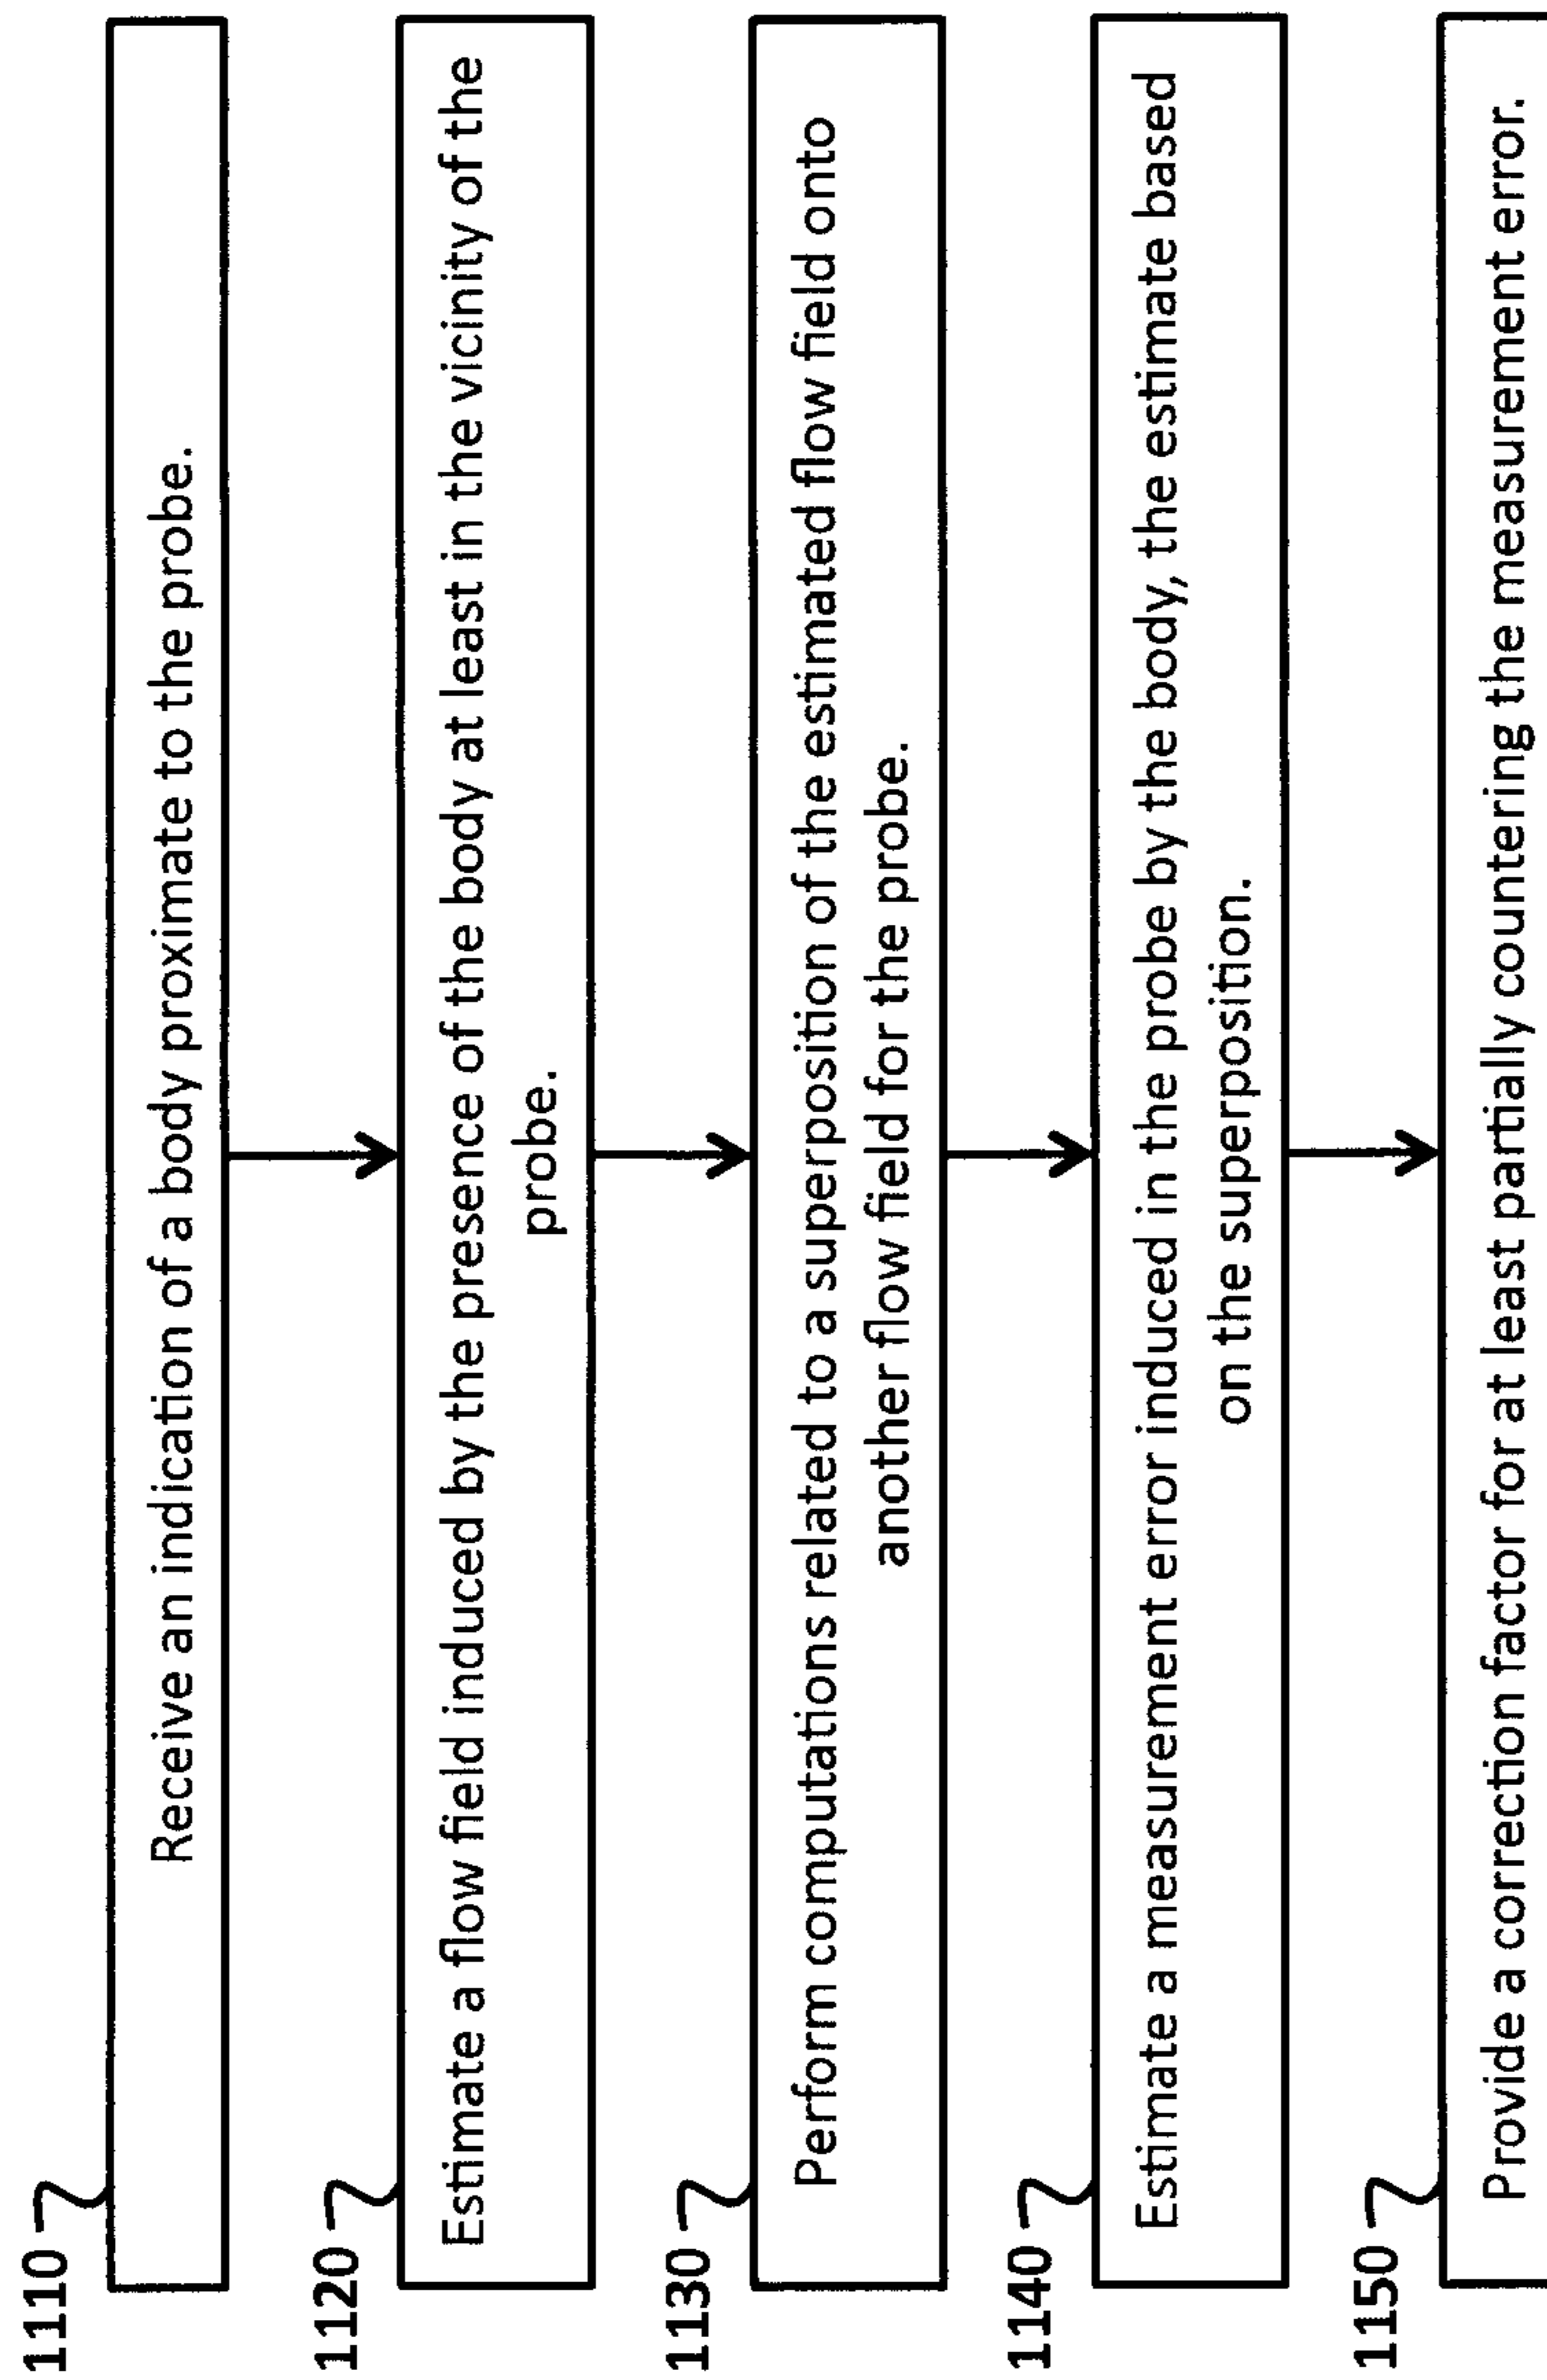 1110
Receive an indication of a body proximate to the probe.
1120
Estimate a flow field induced by the presence of the body at least in the vicinity of the
probe.
1130
Perform computations related to a superposition of the estimated flow field onto
another flow field for the probe.
1140
Estimate a measurement error induced in the probe by the body, the estimate based
on the superposition.
1150
Provide a correction factor for at least partially countering the measurement error.